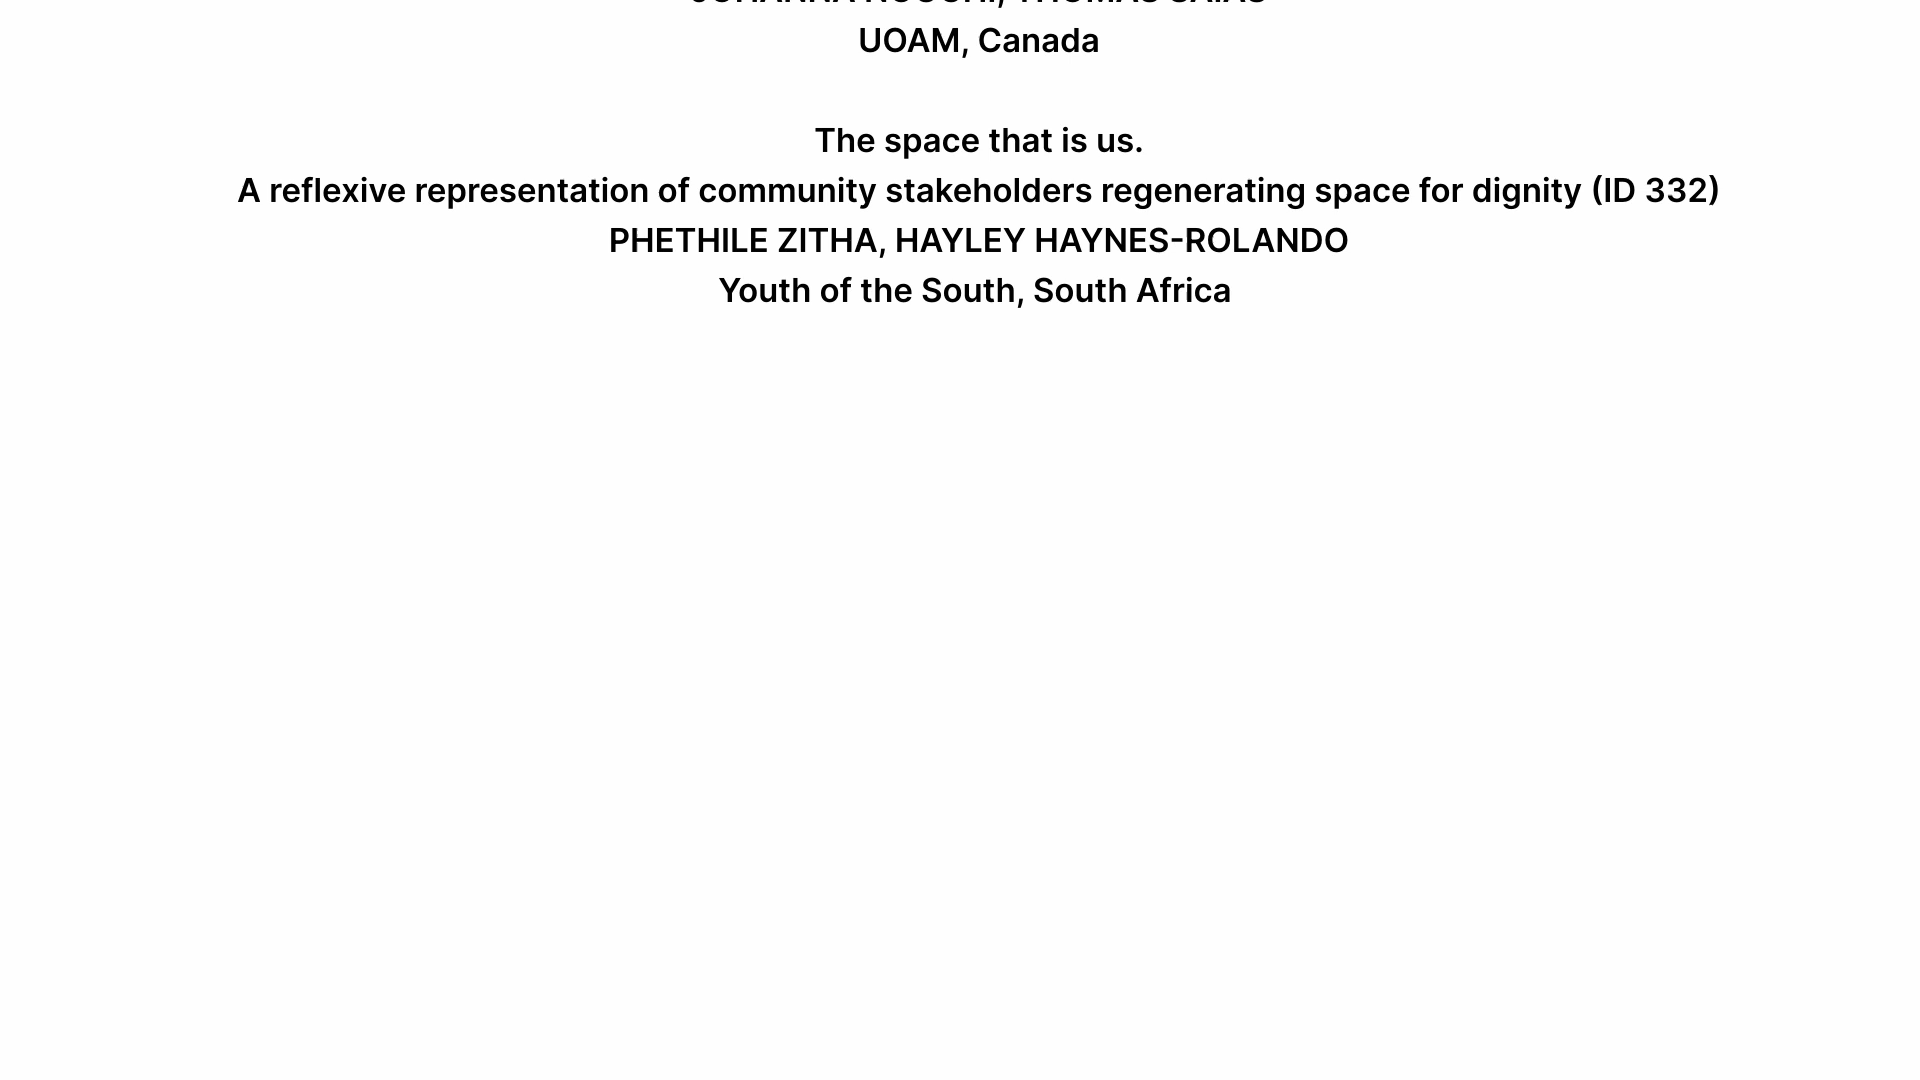 UOAM, Canada
The space that is us.
A reflexive representation of community stakeholders regenerating space for dignity (ID 332)
PHETHILE ZITHA, HAYLEY HAYNES-ROLANDO
Youth of the South, South Africa